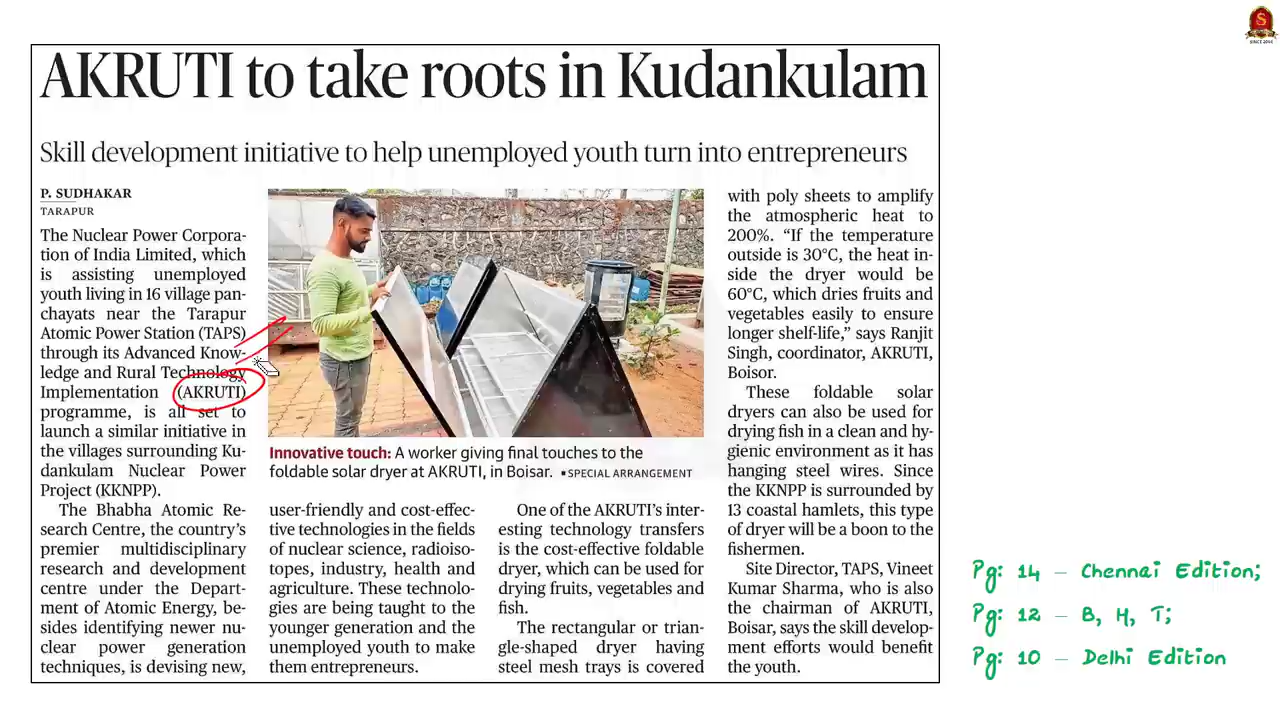 AKRUTI to take roots in Kudankulam
Skill development initiative to help unemployed youth turn into entrepreneurs
P. SUDHAKAR
TARAPUR
The Nuclear Power Corpora-
tion of India Limited, which
is assisting unemployed
youth living in 16 village pan-
chayats near the Tarapur
Atomic Power Station (TAPS)
through its Advanced Know-
ledge and Rural Technology
Implementation (AKRUTI)
programme, is all set to
launch a similar initiative in
the villages surrounding Ku-
dankulam Nuclear Power
Project (KKNPP).
The Bhabha Atomic Re-
search Centre, the country's
premier multidisciplinary
research and development
centre under the Depart-
ment of Atomic Energy, be-
sides identifying newer nu-
clear power generation
techniques, is devising new,
Innovative touch: A worker giving final touches to the
foldable solar dryer at AKRUTI, in Boisar. ▪SPECIAL ARRANGEMENT
user-friendly and cost-effec-
tive technologies in the fields
of nuclear science, radioiso-
topes, industry, health and
agriculture. These technolo-
gies are being taught to the
younger generation and the
unemployed youth to make
them entrepreneurs.
One of the AKRUTI's inter-
esting technology transfers
is the cost-effective foldable
dryer, which can be used for
drying fruits, vegetables and
fish.
The rectangular or trian-
gle-shaped dryer having
steel mesh trays is covered
with poly sheets to amplify
the atmospheric heat to
200%. "If the temperature
outside is 30°C, the heat in-
side the dryer would be
60°C, which dries fruits and
vegetables easily to ensure
longer shelf-life," says Ranjit
Singh, coordinator, AKRUTI,
Boisar.
These foldable solar
dryers can also be used for
drying fish in a clean and hy-
gienic environment as it has
hanging steel wires. Since
the KKNPP is surrounded by
13 coastal hamlets, this type
of dryer will be a boon to the
fishermen.
Site Director, TAPS, Vineet
Kumar Sharma, who is also
the chairman of AKRUTI,
Boisar, says the skill develop-
ment efforts would benefit
the youth.
S
SINCE 2004
Pg: 14 – Chennai Edition;
Pg: 12 – B, H, T;
Pg: 10 – Delhi Edition